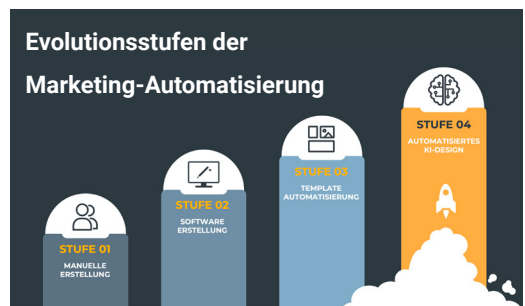 Evolutionsstufen der
Marketing-Automatisierung
STUFE 01
MANUELLE
ERSTELLUNG
STUFE 02
SOFTWARE
ERSTELLUNG
STUFE 03
TEMPLATE
AUTOMATISIERUNG
STUFE 04
AUTOMATISIERTES
KI-DESIGN